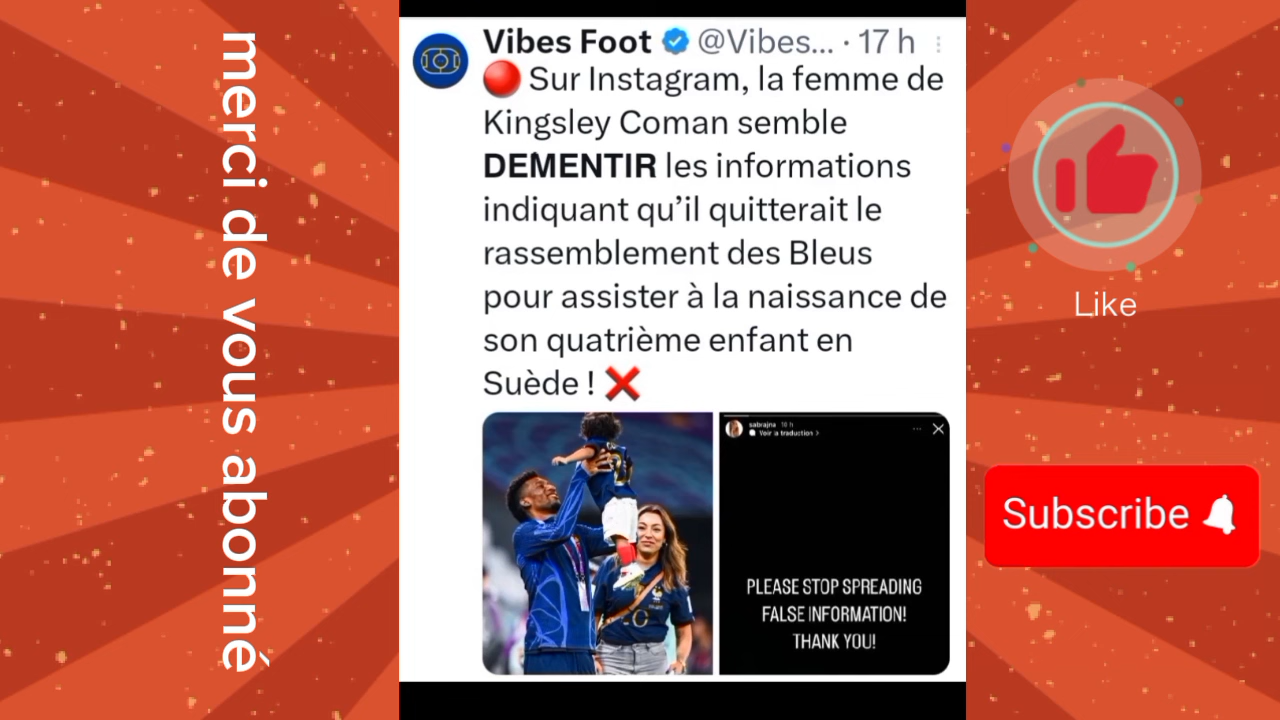 merci de vous abonné
Vibes Foot @Vibes... · 17 h
Sur Instagram, la femme de
Kingsley Coman semble
DEMENTIR les informations
indiquant qu’il quitterait le
rassemblement des Bleus
pour assister à la naissance de
son quatrième enfant en
Suède !
sabrajna 16 h
Voir la traduction >
PLEASE STOP SPREADING
FALSE INFORMATION!
THANK YOU!
Like
Subscribe